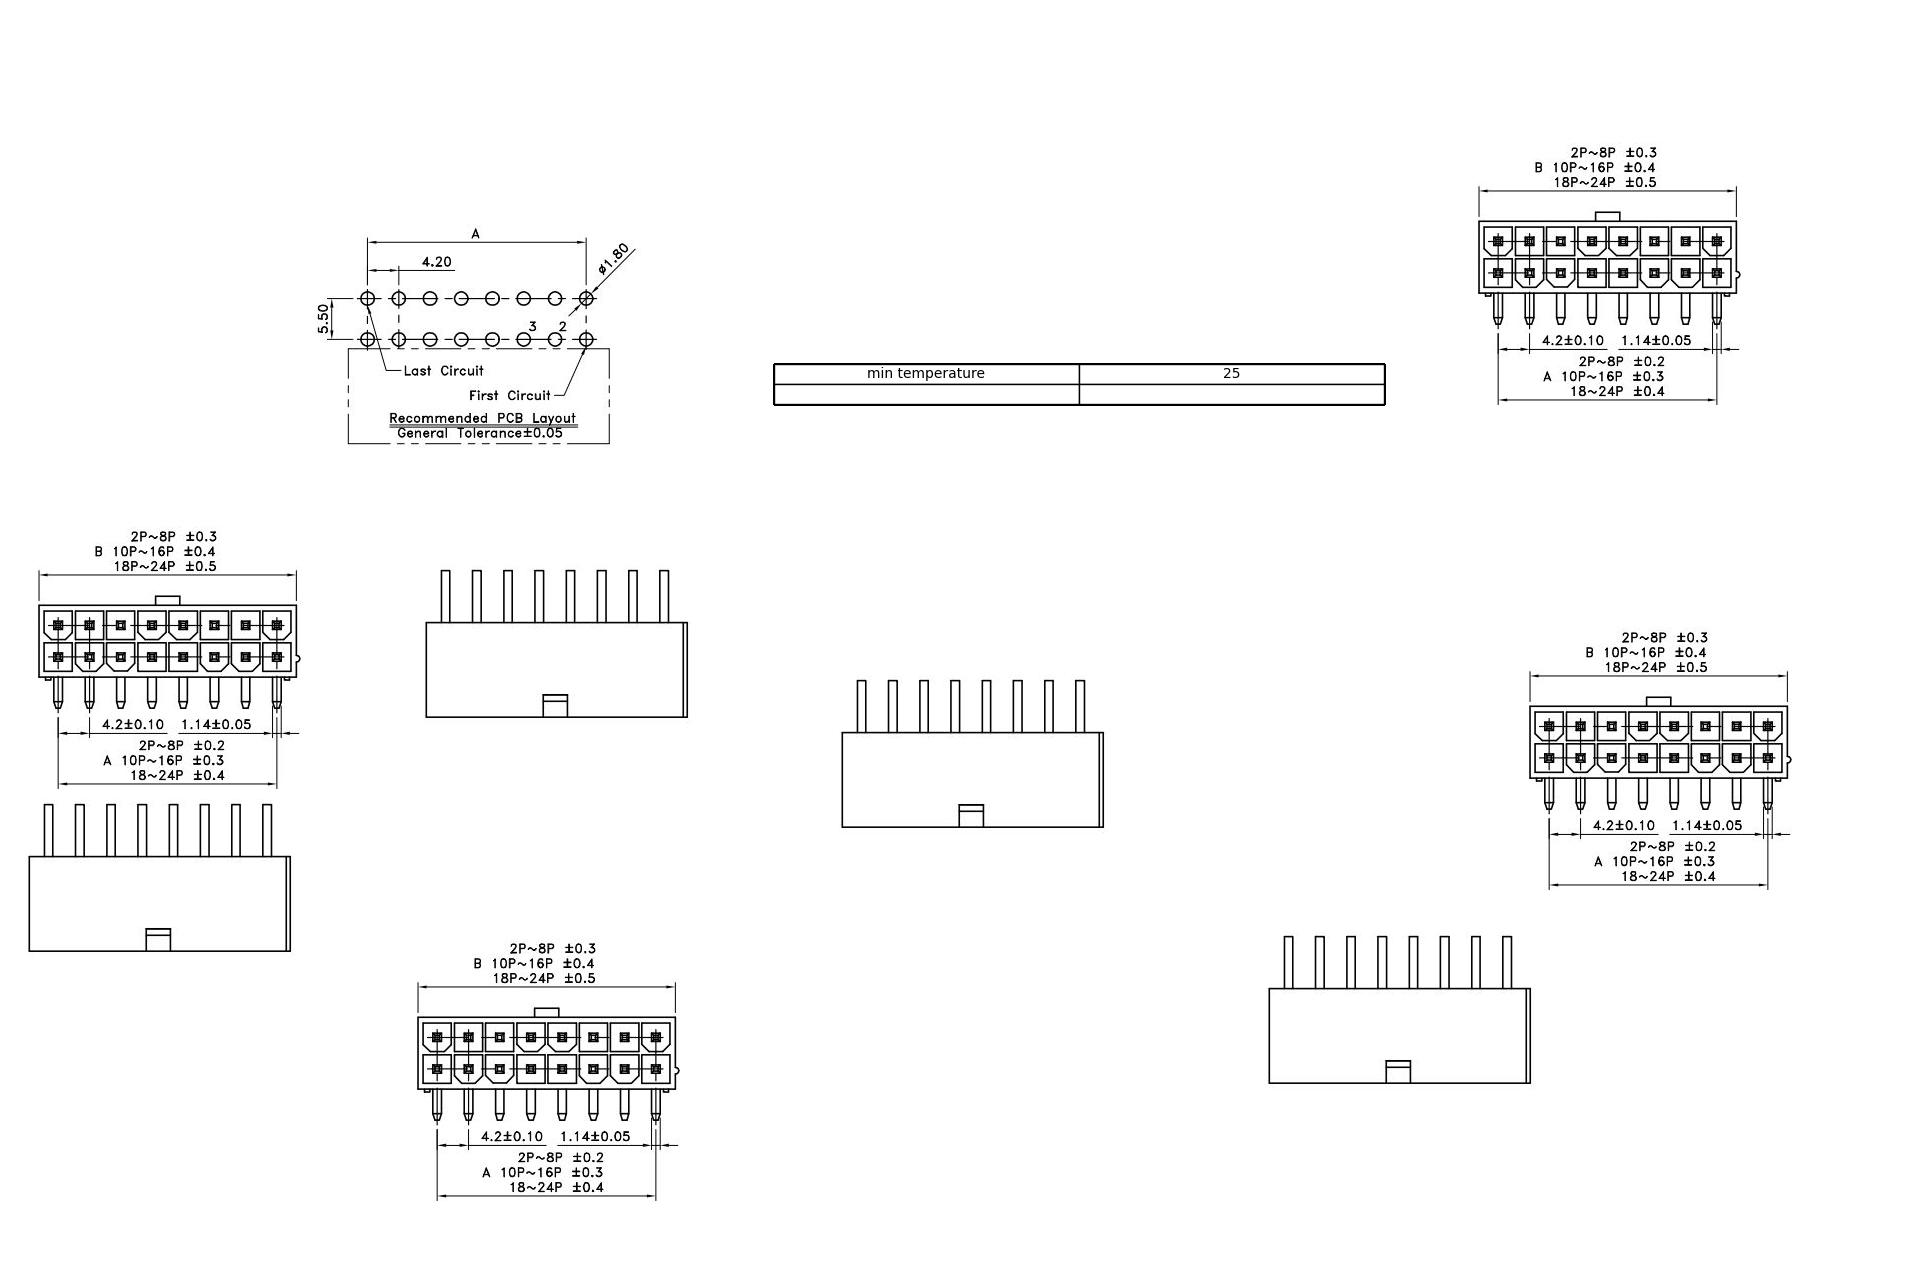 2P~8P ±0.3
B 10P~16P ±0.4
18P~24P ±0.5
4.2±0.10 1.14±0.05
2P~8P ±0.2
A 10P~16P ±0.3
18~24P ±0.4
A
4.20
ø1.80
5.50
3 2
Last Circuit
First Circuit
Recommended PCB Layout
General Tolerance±0.05
min temperature 25
2P~8P ±0.3
B 10P~16P ±0.4
18P~24P ±0.5
4.2±0.10 1.14±0.05
2P~8P ±0.2
A 10P~16P ±0.3
18~24P ±0.4
2P~8P ±0.3
B 10P~16P ±0.4
18P~24P ±0.5
4.2±0.10 1.14±0.05
2P~8P ±0.2
A 10P~16P ±0.3
18~24P ±0.4
2P~8P ±0.3
B 10P~16P ±0.4
18P~24P ±0.5
4.2±0.10 1.14±0.05
2P~8P ±0.2
A 10P~16P ±0.3
18~24P ±0.4